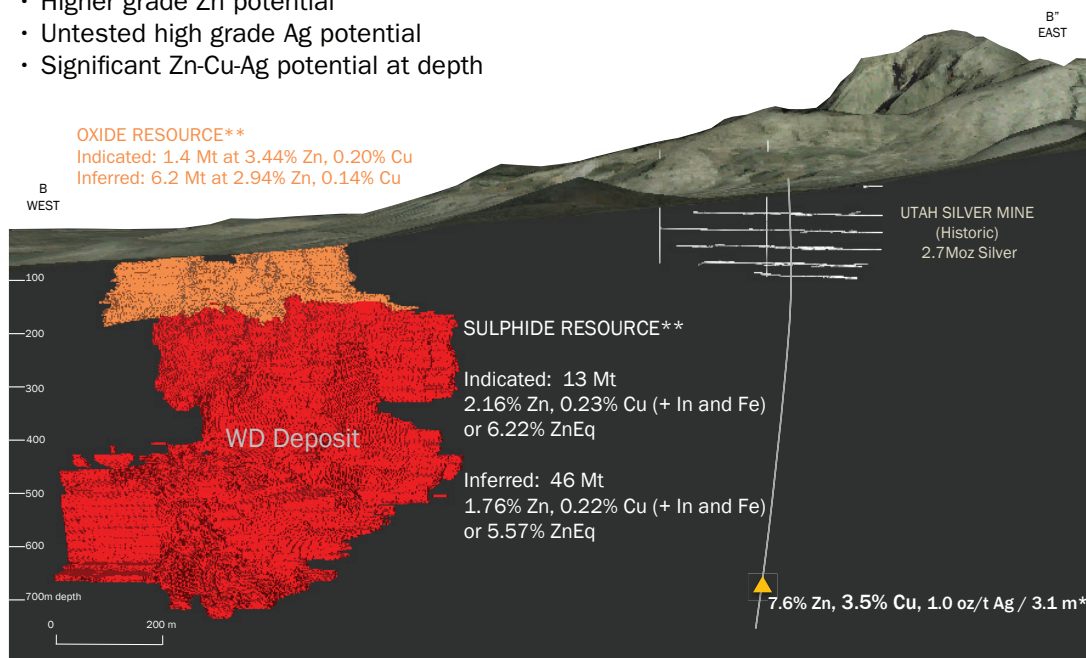 • Higher grade Zn potential
• Untested high grade Ag potential
• Significant Zn-Cu-Ag potential at depth
B"
EAST
OXIDE RESOURCE**
Indicated: 1.4 Mt at 3.44% Zn, 0.20% Cu
Inferred: 6.2 Mt at 2.94% Zn, 0.14% Cu
B
WEST
UTAH SILVER MINE
(Historic)
2.7Moz Silver
100
200
300
400
500
600
700m depth
SULPHIDE RESOURCE**
Indicated: 13 Mt
2.16% Zn, 0.23% Cu (+ In and Fe)
or 6.22% ZnEq
WD Deposit
Inferred: 46 Mt
1.76% Zn, 0.22% Cu (+ In and Fe)
or 5.57% ZnEq
7.6% Zn, 3.5% Cu, 1.0 oz/t Ag / 3.1 m*
0 200 m